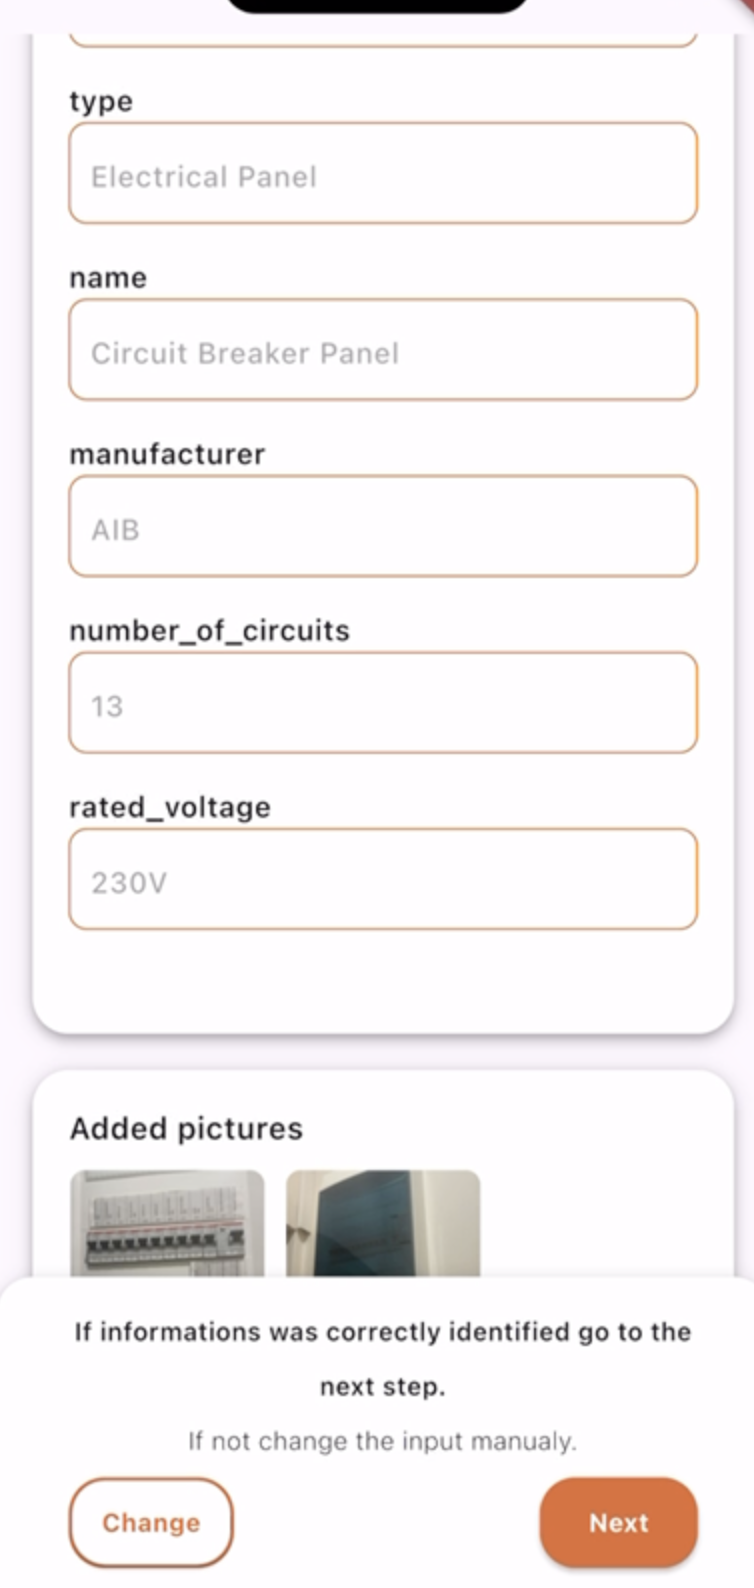 type
Electrical Panel
name
Circuit Breaker Panel
manufacturer
AIB
number_of_circuits
13
rated_voltage
230V
Added pictures
If informations was correctly identified go to the
next step.
If not change the input manualy.
Change
Next